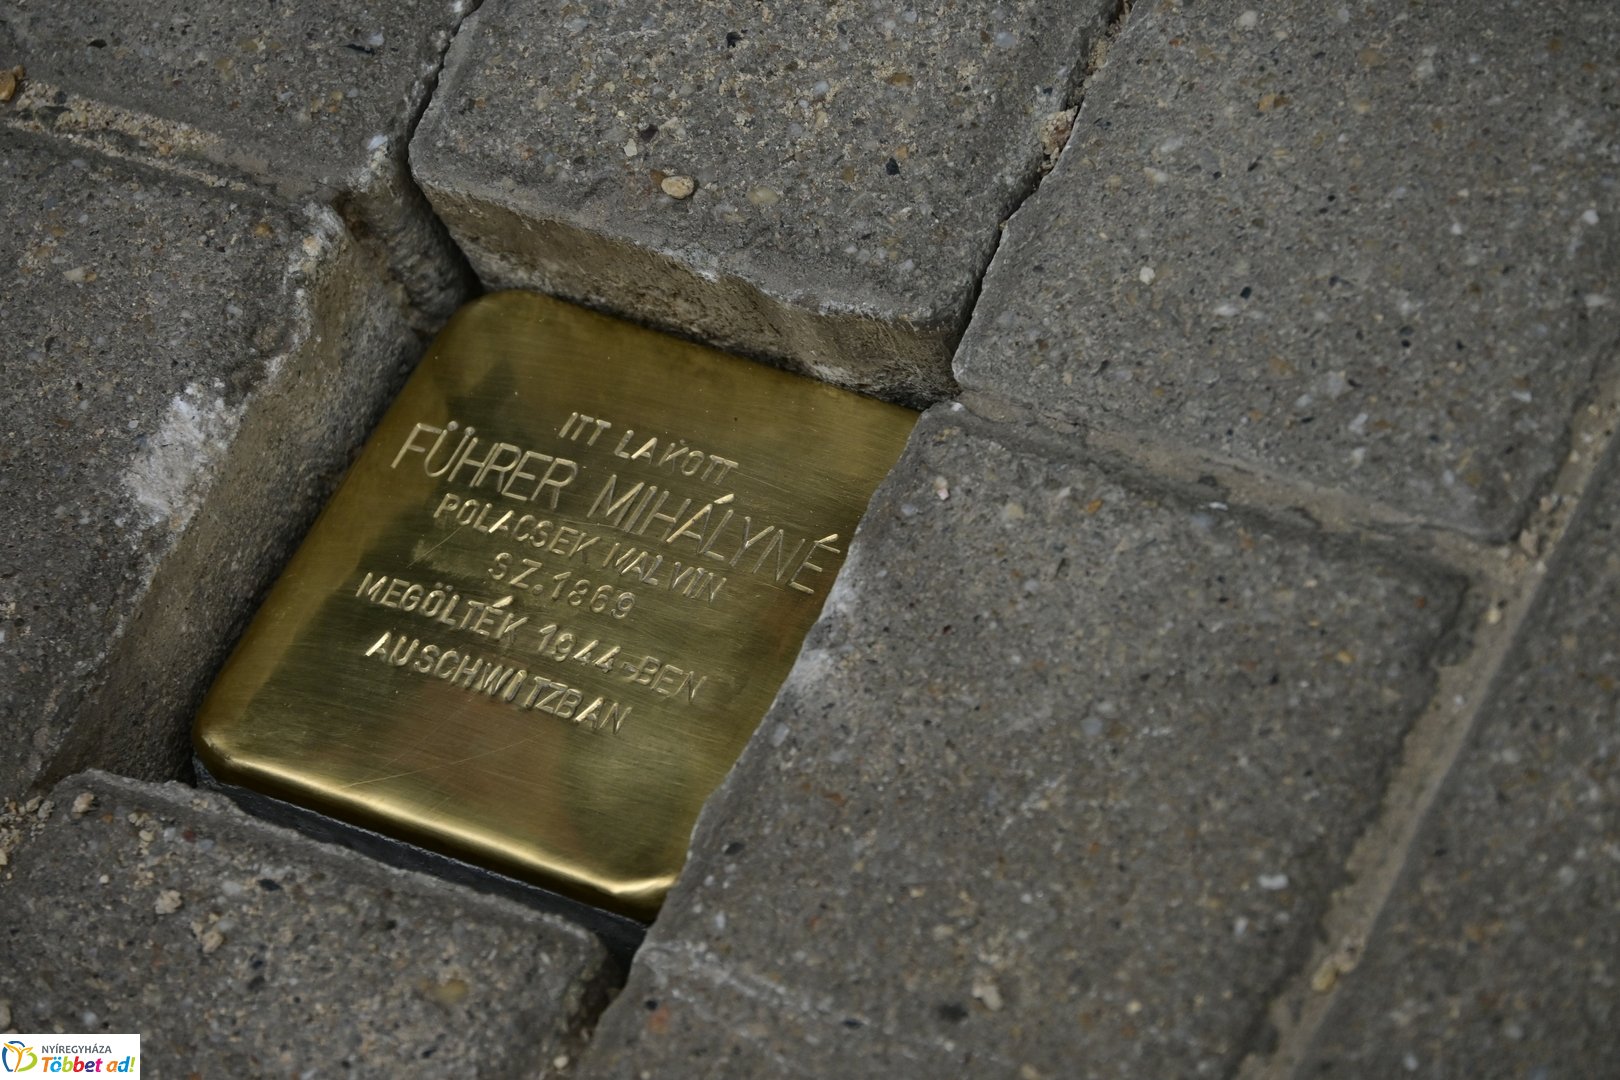 ITT LAKOTT
FÜHRER MIHÁLYNÉ
POLACSEK MALVIN
SZ.1869
MEGÖLTÉK 1944-BEN
AUSCHWITZBAN
NYÍREGYHÁZA
Többet ad!